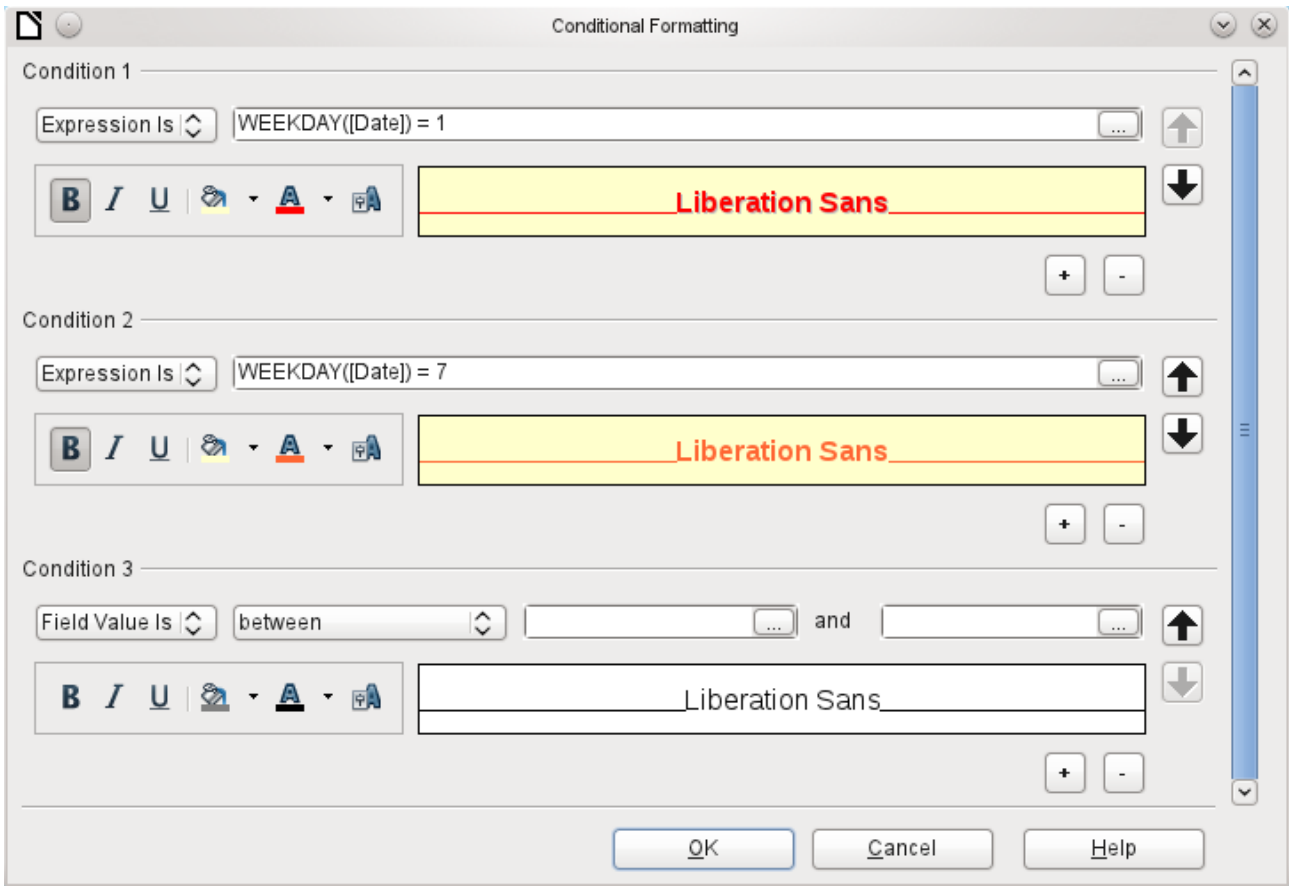 Conditional Formatting
Condition 1
Expression Is WEEKDAY([Date]) = 1 ...
B I U A A Liberation Sans
+ -
Condition 2
Expression Is WEEKDAY([Date]) = 7 ...
B I U A A Liberation Sans
+ -
Condition 3
Field Value Is between ... and ...
B I U A A Liberation Sans
+ -
OK Cancel Help